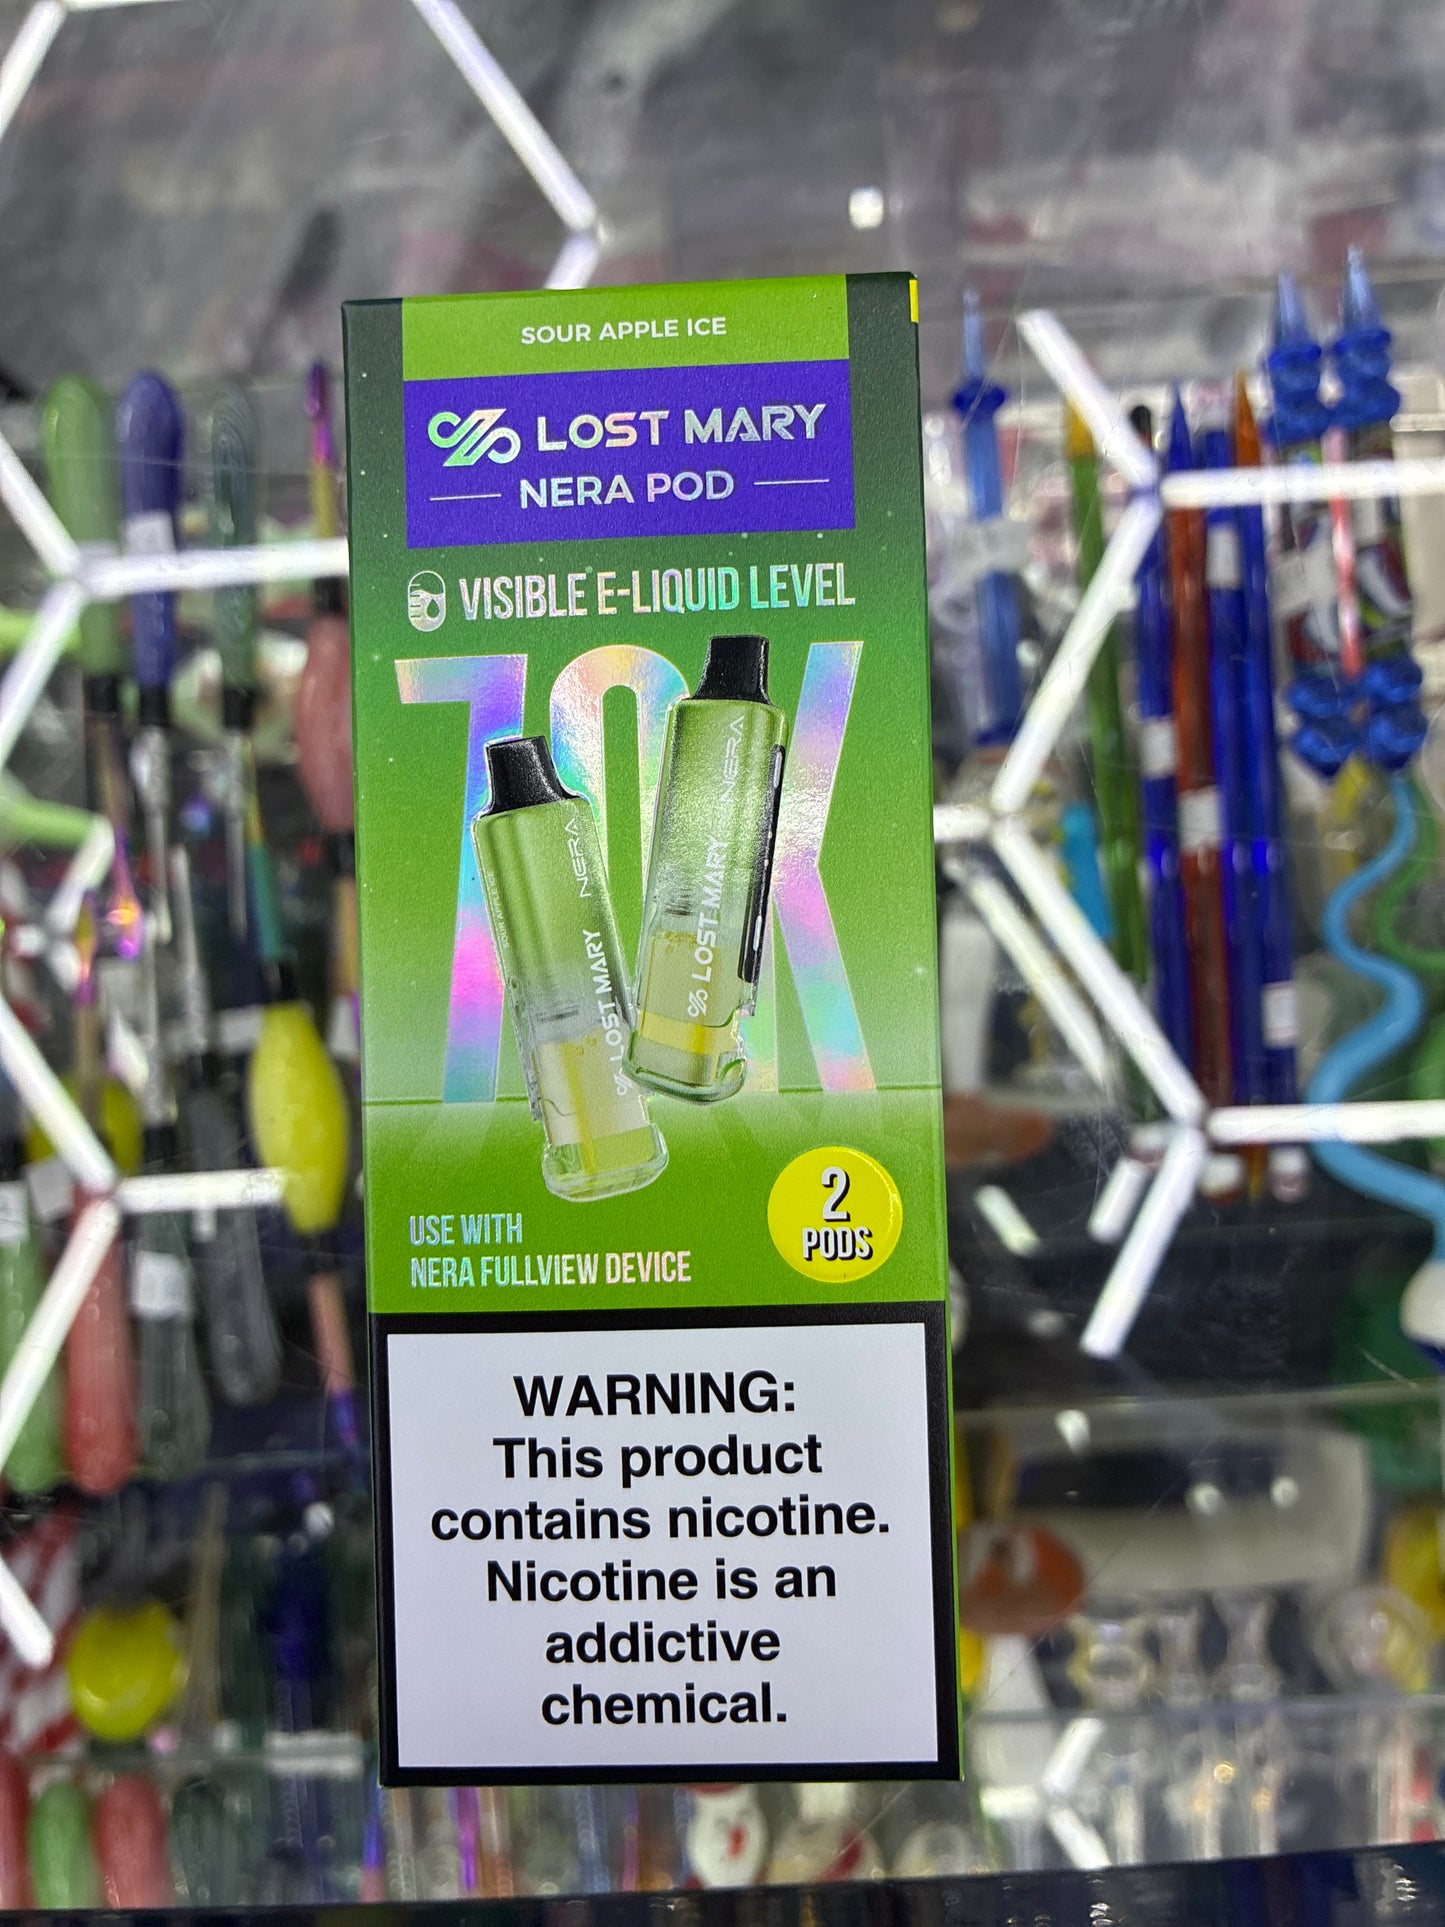 SOUR APPLE ICE
LOST MARY
NERA POD
VISIBLE E-LIQUID LEVEL
70K
NERA
LOST MARY
NERA
LOST MARY
USE WITH
NERA FULLVIEW DEVICE
2
PODS
WARNING:
This product
contains nicotine.
Nicotine is an
addictive
chemical.